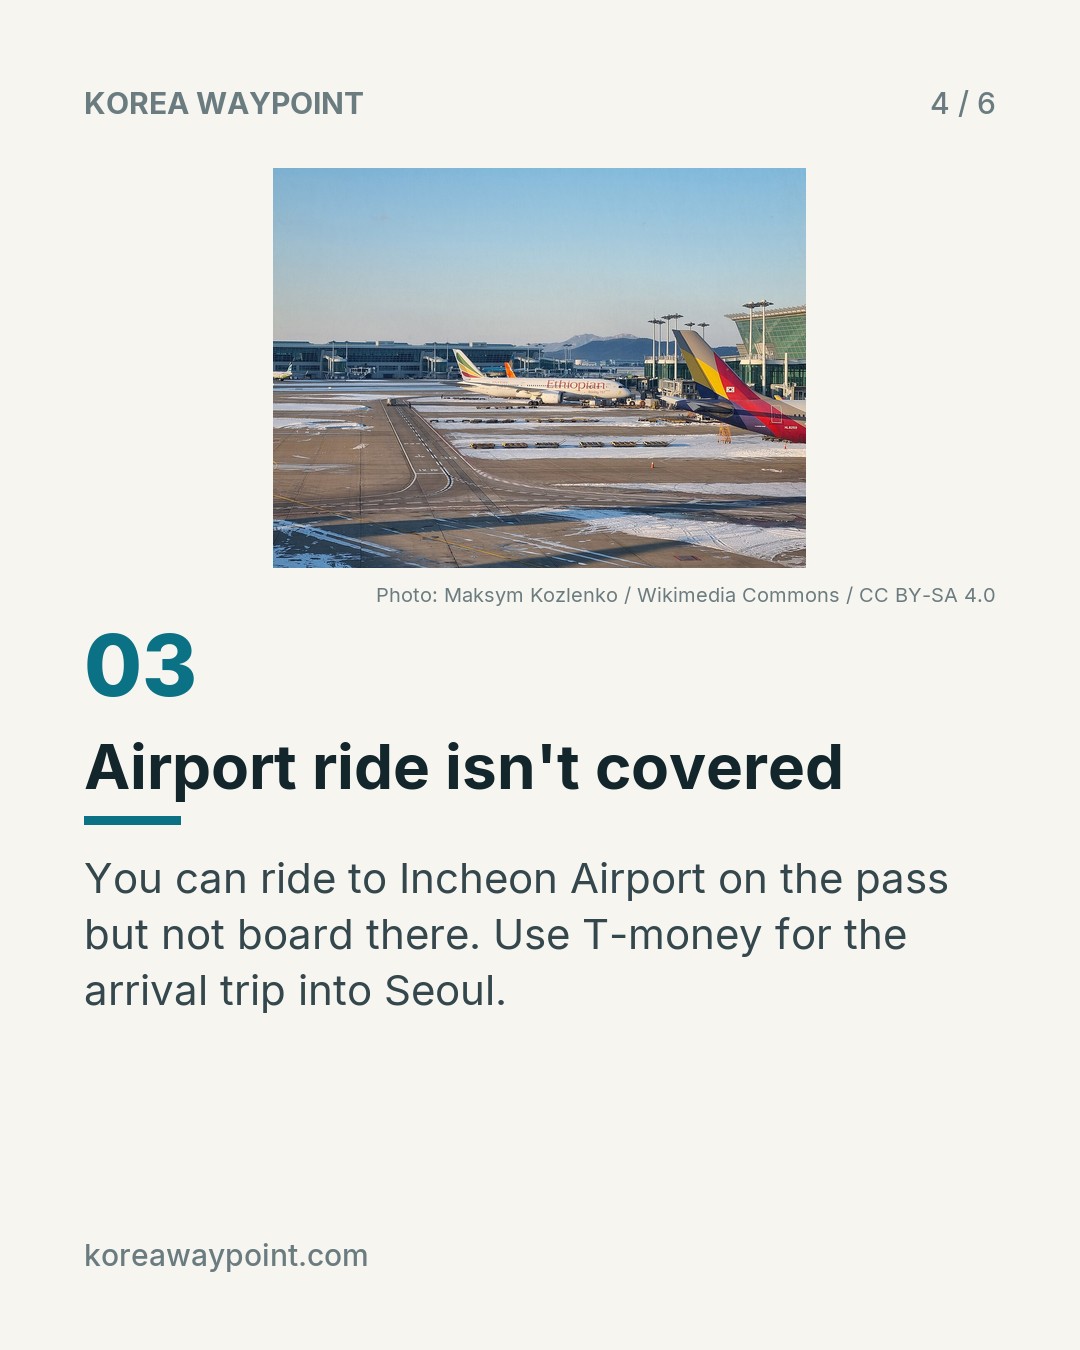 KOREA WAYPOINT
4 / 6
Ethiopian
Photo: Maksym Kozlenko / Wikimedia Commons / CC BY-SA 4.0
03
Airport ride isn't covered
You can ride to Incheon Airport on the pass
but not board there. Use T-money for the
arrival trip into Seoul.
koreawaypoint.com